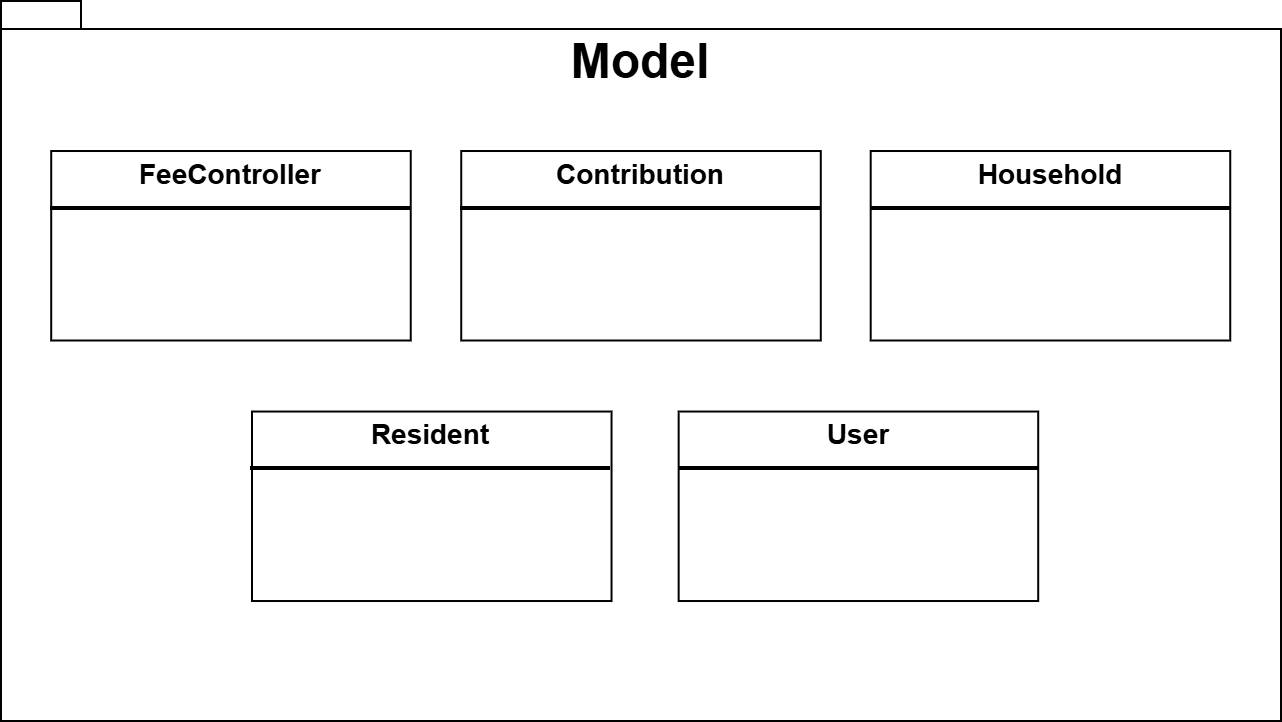 Model
FeeController
Contribution
Household
Resident
User